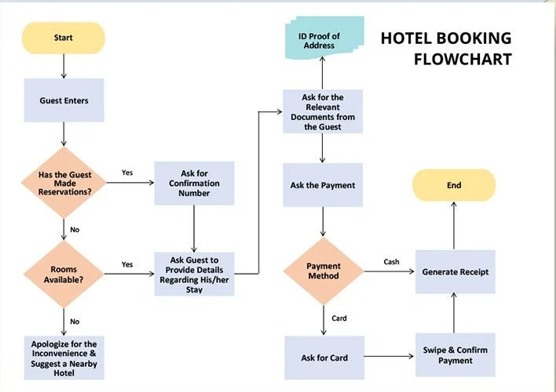 HOTEL BOOKING
FLOWCHART
Start
Guest Enters
Has the Guest
Made
Reservations?
Yes
Ask for
Confirmation
Number
No
Rooms
Available?
Yes
Ask Guest to
Provide Details
Regarding His/her
Stay
No
Apologize for the
Inconvenience &
Suggest a Nearby
Hotel
ID Proof of
Address
Ask for the
Relevant
Documents from
the Guest
Ask the Payment
Payment
Method
Cash
Generate Receipt
End
Card
Ask for Card
Swipe & Confirm
Payment